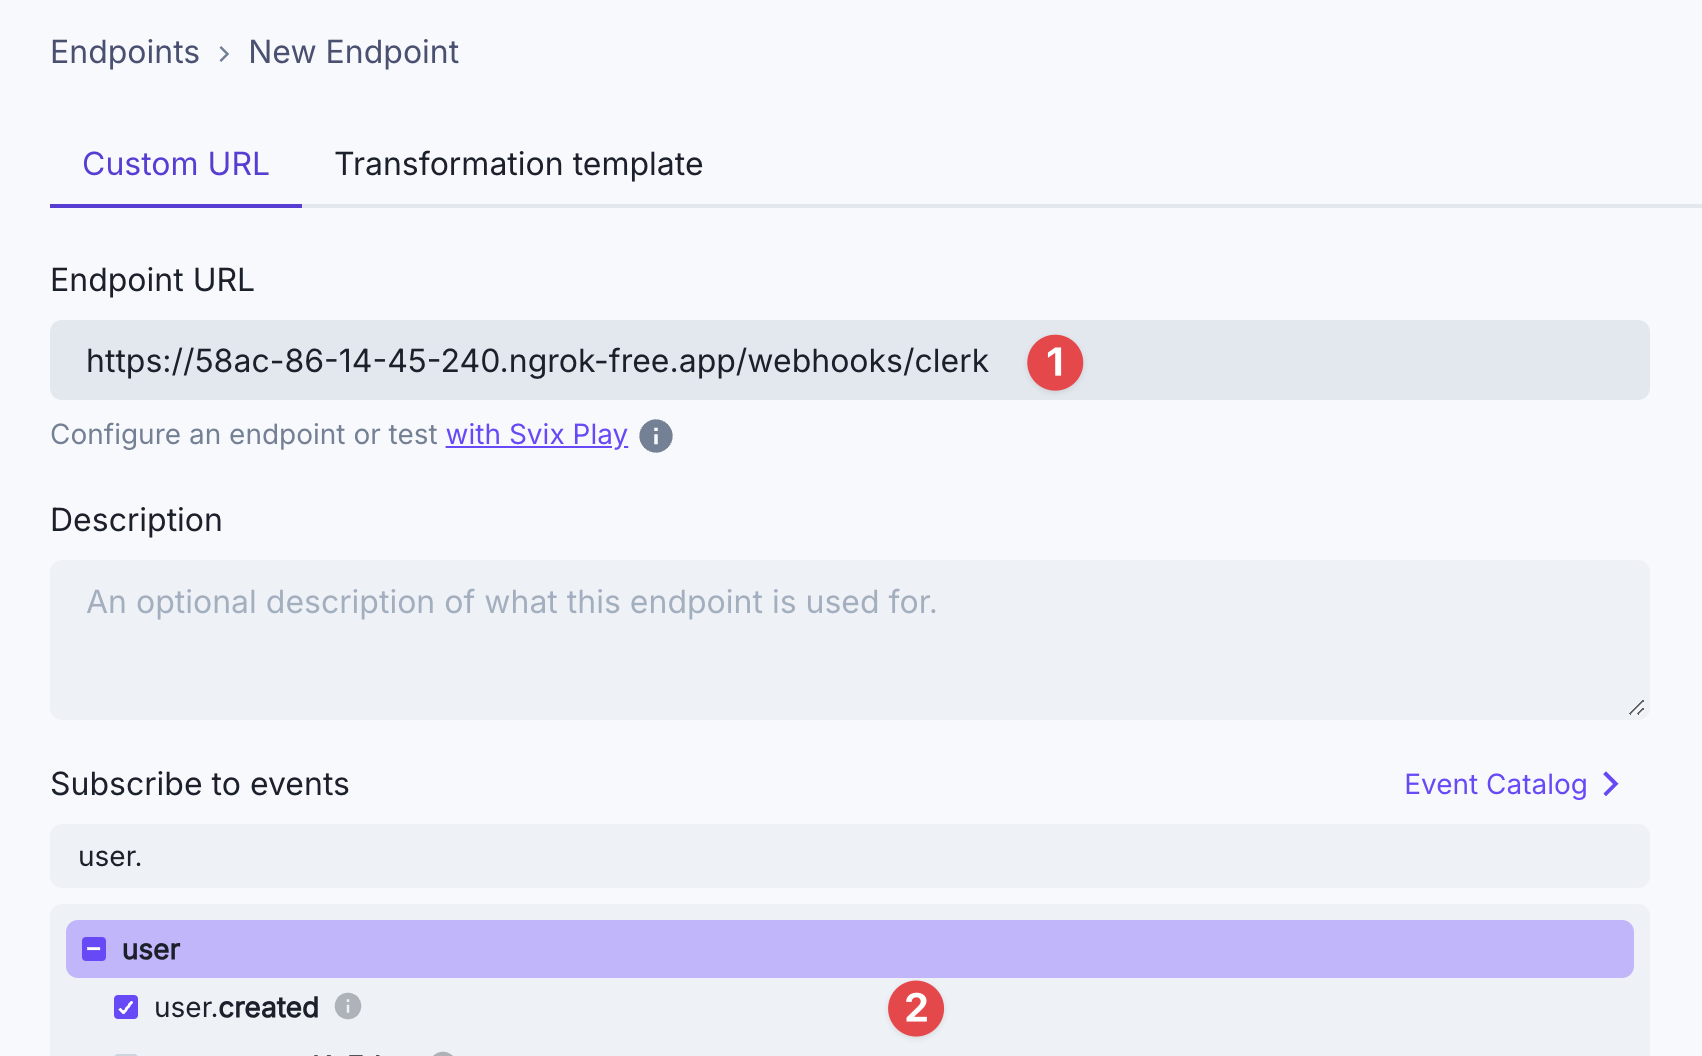 Endpoints › New Endpoint
Custom URL Transformation template
Endpoint URL
https://58ac-86-14-45-240.ngrok-free.app/webhooks/clerk 1
Configure an endpoint or test with Svix Play
Description
An optional description of what this endpoint is used for.
Subscribe to events Event Catalog
user.
user
user.created 2